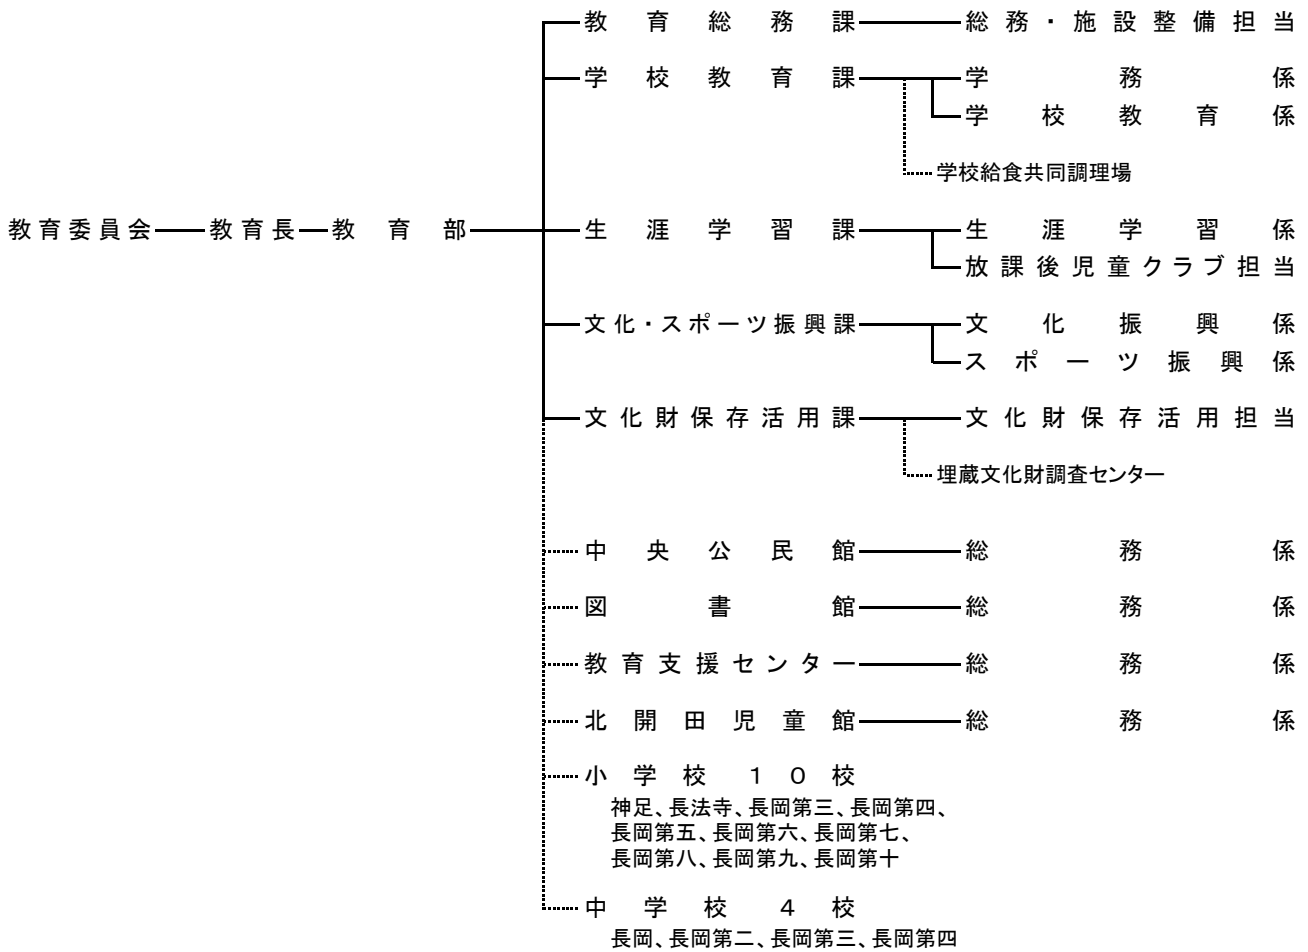 教育総務課 総務・施設整備担当
学校教育課 学務係
学校教育係
学校給食共同調理場
教育委員会 教育長 教育部 生涯学習課 生涯学習係
放課後児童クラブ担当
文化・スポーツ振興課 文化振興係
スポーツ振興係
文化財保存活用課 文化財保存活用担当
埋蔵文化財調査センター
中央公民館 総務係
図書館 総務係
教育支援センター 総務係
北開田児童館 総務係
小学校 10校
神足、長法寺、長岡第三、長岡第四、
長岡第五、長岡第六、長岡第七、
長岡第八、長岡第九、長岡第十
中学校 4校
長岡、長岡第二、長岡第三、長岡第四